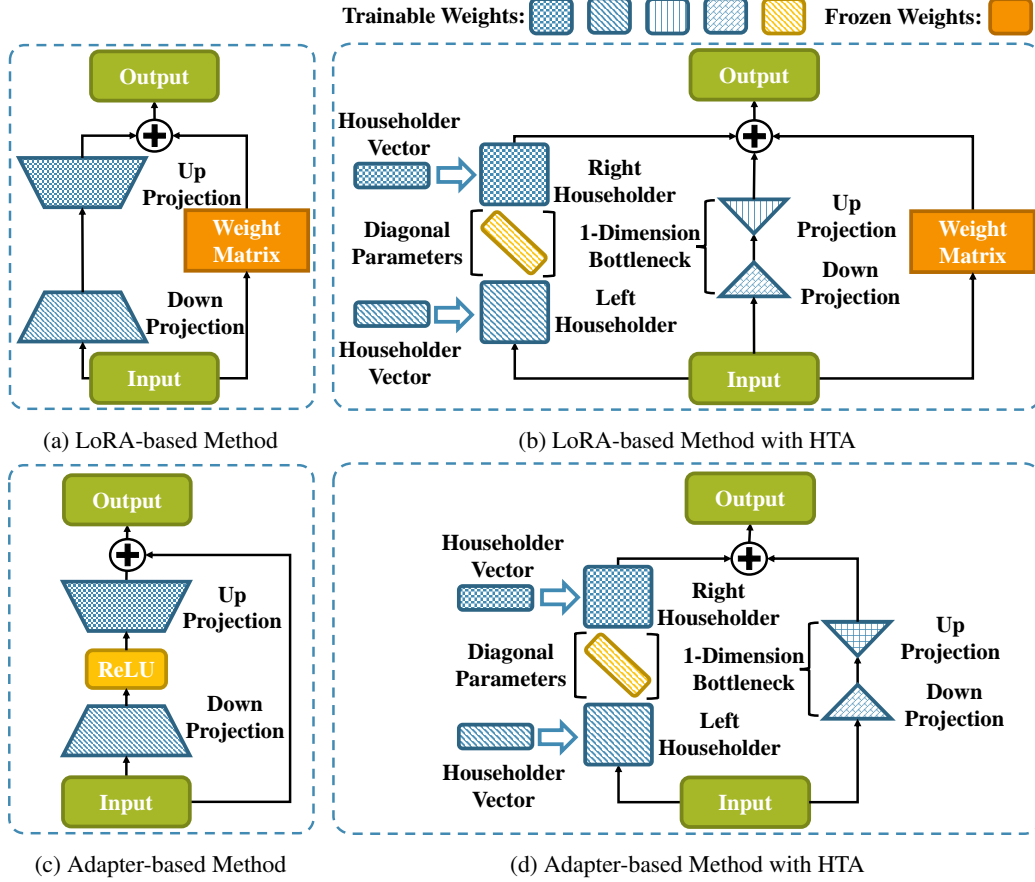 Trainable Weights:
Frozen Weights:
Output
Up
Projection
Weight
Matrix
Down
Projection
Input
(a) LoRA-based Method
Output
Householder
Vector
Right
Householder
Diagonal
Parameters
1-Dimension
Bottleneck
Up
Projection
Down
Projection
Weight
Matrix
Left
Householder
Householder
Vector
Input
(b) LoRA-based Method with HTA
Output
Up
Projection
ReLU
Down
Projection
Input
(c) Adapter-based Method
Output
Householder
Vector
Right
Householder
Diagonal
Parameters
1-Dimension
Bottleneck
Up
Projection
Down
Projection
Left
Householder
Householder
Vector
Input
(d) Adapter-based Method with HTA